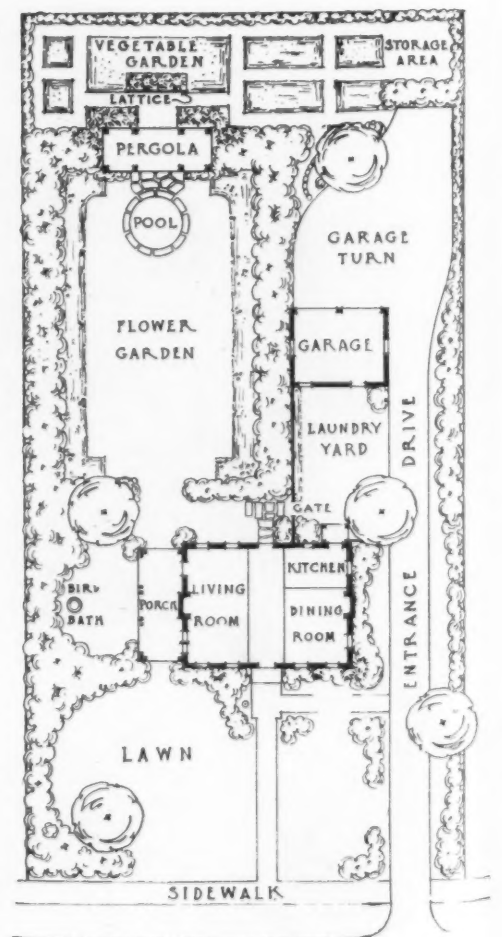 VEGETABLE
GARDEN
STORAGE
AREA
LATTICE
PERGOLA
POOL
GARAGE
TURN
FLOWER
GARDEN
GARAGE
LAUNDRY
YARD
ENTRANCE DRIVE
GATE
KITCHEN
LIVING
ROOM
PORCH
BIRD
BATH
DINING
ROOM
LAWN
SIDEWALK